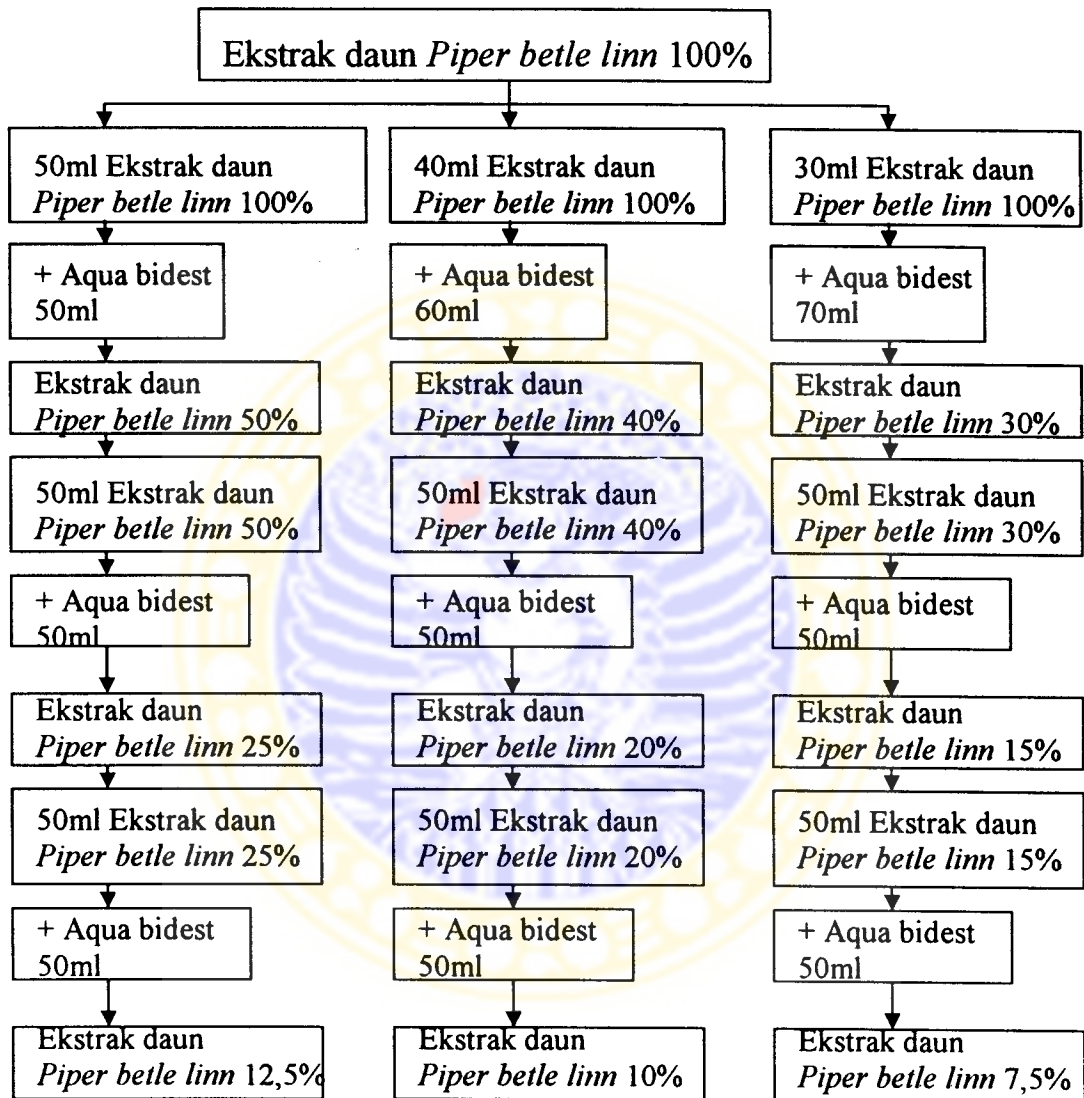 Ekstrak daun Piper betle linn 100%
50ml Ekstrak daun
Piper betle linn 100%
+ Aqua bidest
50ml
Ekstrak daun
Piper betle linn 50%
50ml Ekstrak daun
Piper betle linn 50%
+ Aqua bidest
50ml
Ekstrak daun
Piper betle linn 25%
50ml Ekstrak daun
Piper betle linn 25%
+ Aqua bidest
50ml
Ekstrak daun
Piper betle linn 12,5%
40ml Ekstrak daun
Piper betle linn 100%
+ Aqua bidest
60ml
Ekstrak daun
Piper betle linn 40%
50ml Ekstrak daun
Piper betle linn 40%
+ Aqua bidest
50ml
Ekstrak daun
Piper betle linn 20%
50ml Ekstrak daun
Piper betle linn 20%
+ Aqua bidest
50ml
Ekstrak daun
Piper betle linn 10%
30ml Ekstrak daun
Piper betle linn 100%
+ Aqua bidest
70ml
Ekstrak daun
Piper betle linn 30%
50ml Ekstrak daun
Piper betle linn 30%
+ Aqua bidest
50ml
Ekstrak daun
Piper betle linn 15%
50ml Ekstrak daun
Piper betle linn 15%
+ Aqua bidest
50ml
Ekstrak daun
Piper betle linn 7,5%